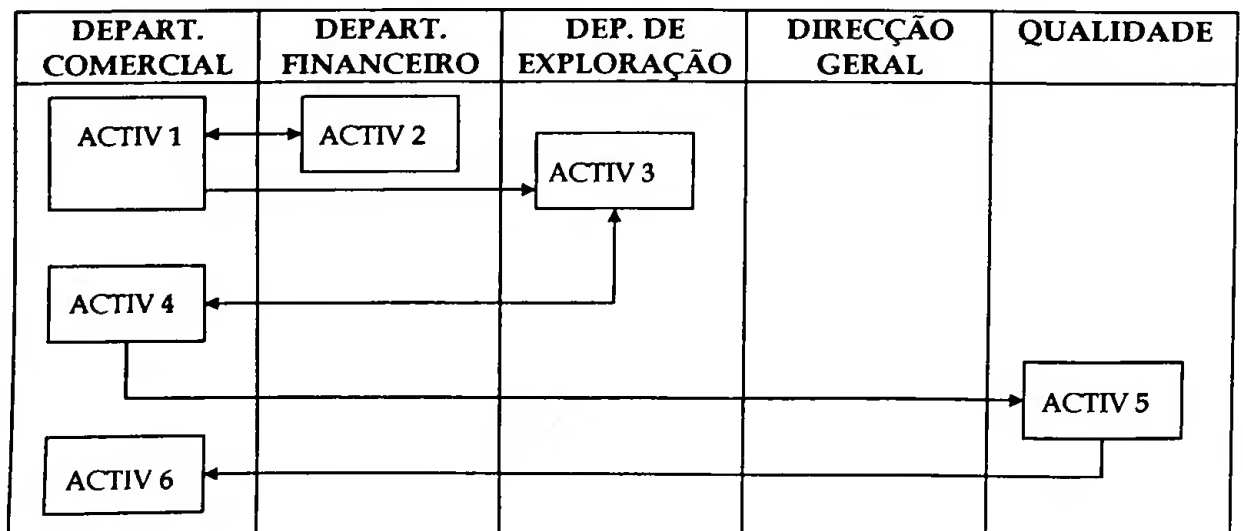 DEPART.
COMERCIAL
DEPART.
FINANCEIRO
DEP. DE
EXPLORAÇÃO
DIRECÇÃO
GERAL
QUALIDADE
ACTIV 1
ACTIV 2
ACTIV 3
ACTIV 4
ACTIV 5
ACTIV 6